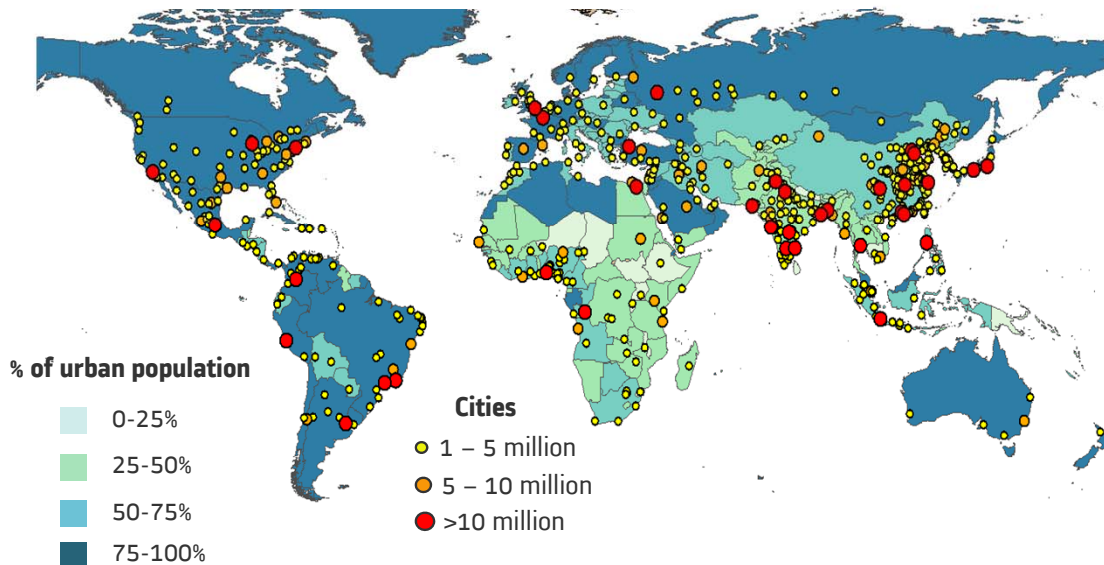 % of urban population
0-25%
25-50%
50-75%
75-100%
Cities
1 – 5 million
5 – 10 million
>10 million